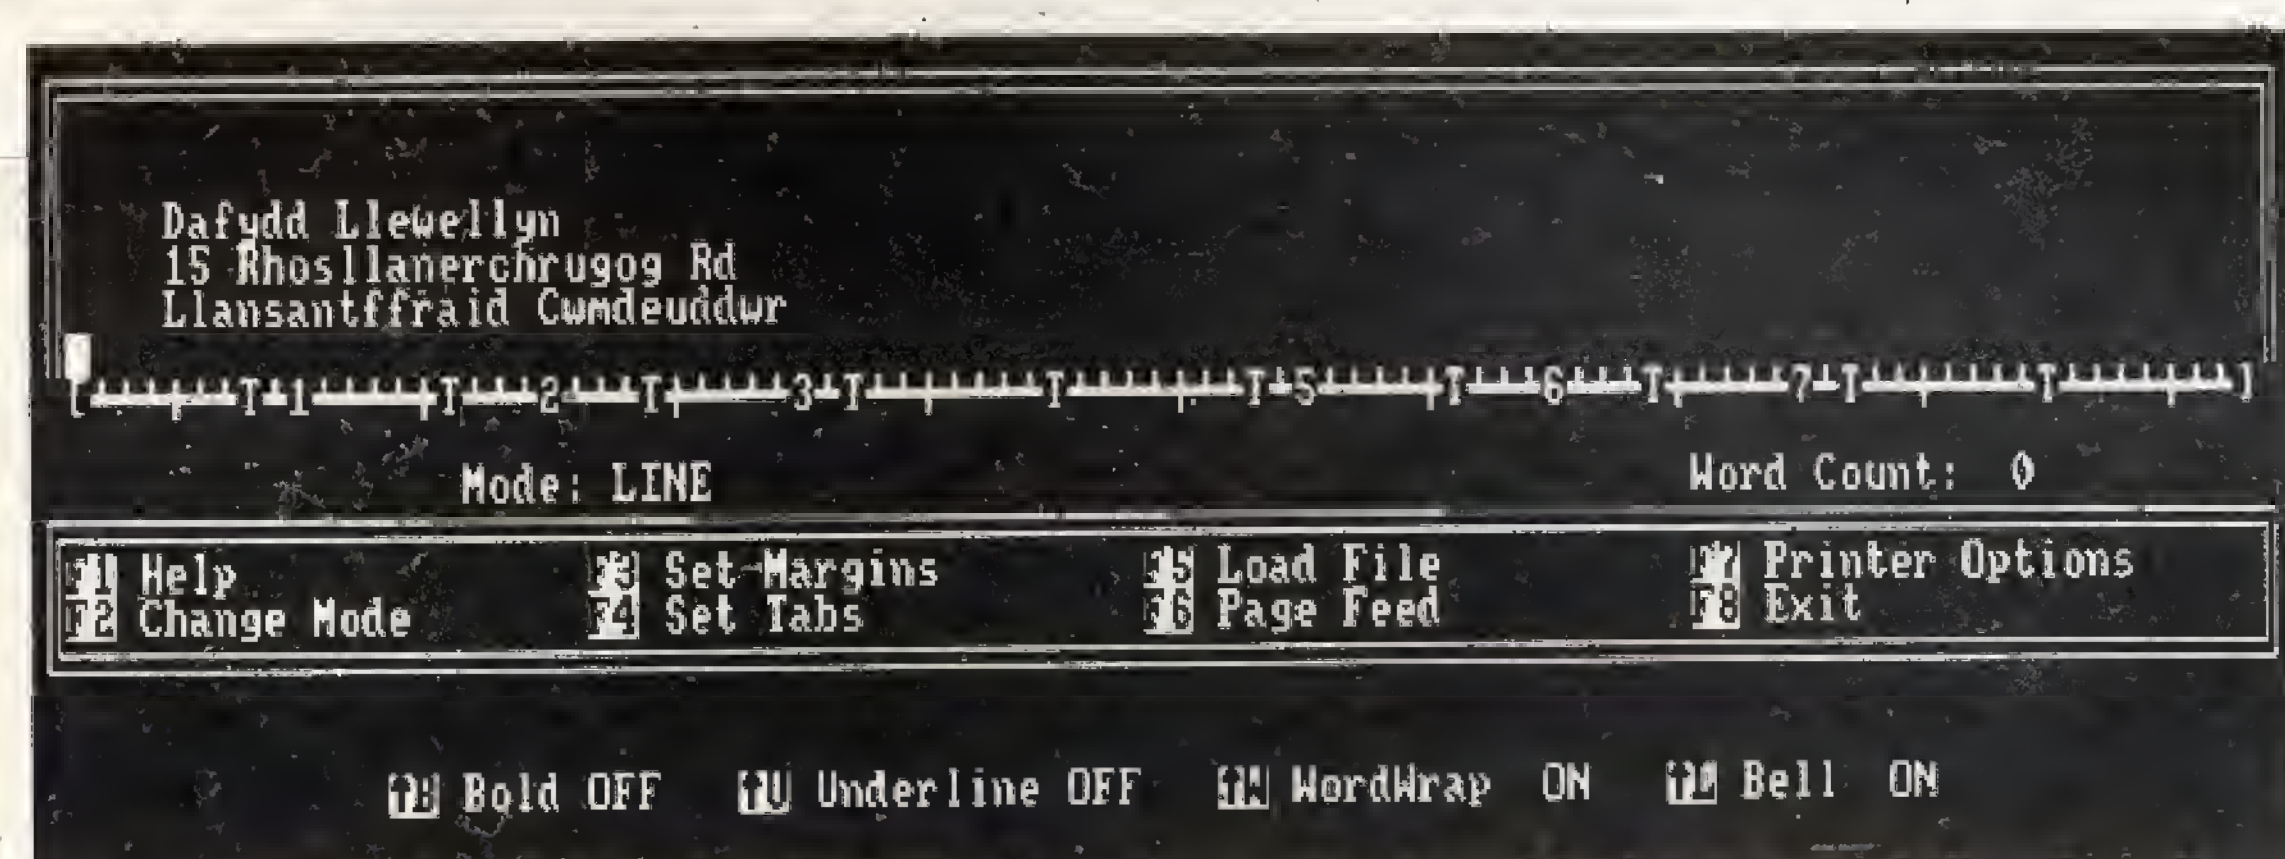 Dafydd Llewellyn
15 Rhosllanerchrugog Rd
Llansantffraid Cwmdeuddwr
[T1T2T3TTT5T6T7TT]
Mode: LINE Word Count: 0
F1 Help F3 Set Margins F5 Load File F7 Printer Options
F2 Change Mode F4 Set Tabs F6 Page Feed F8 Exit
↑B Bold OFF ↑U Underline OFF WordWrap ON Bell ON